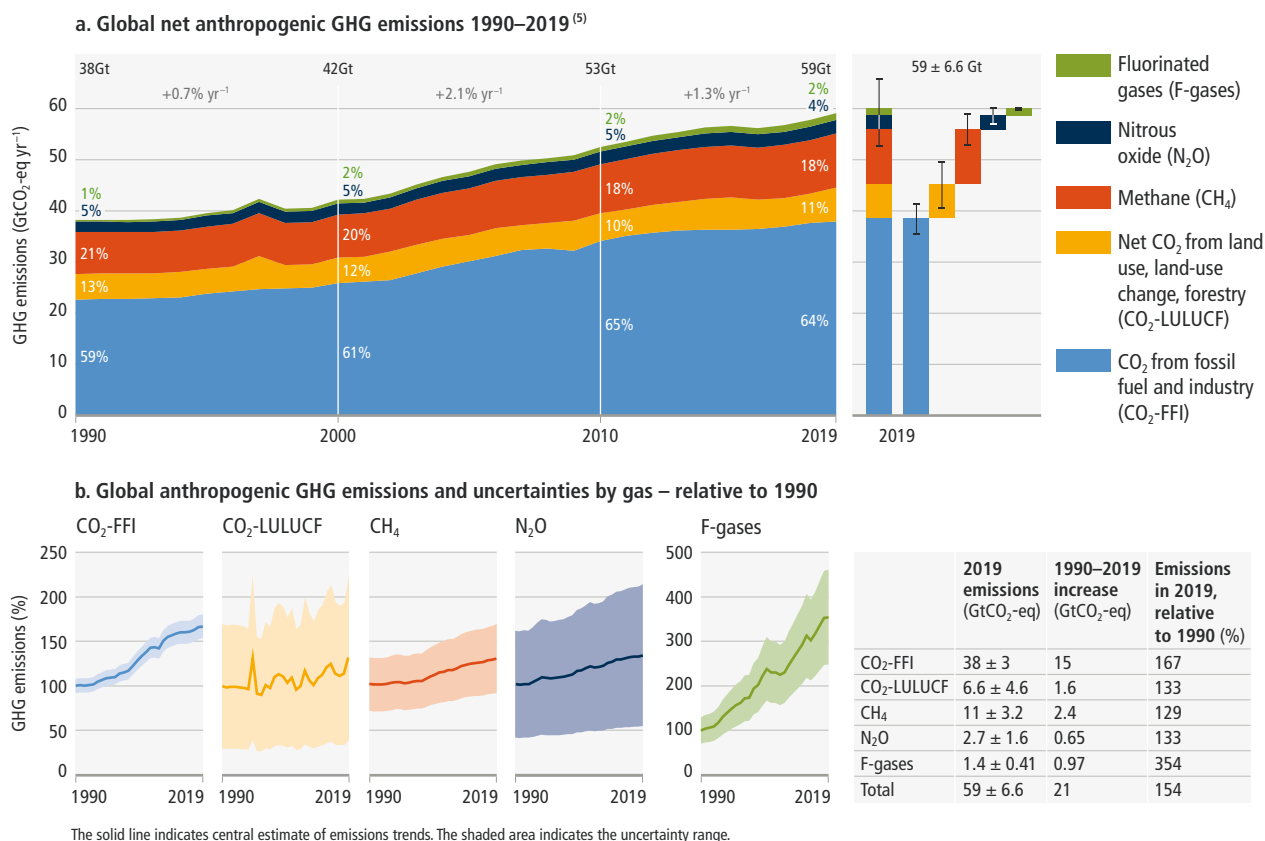 a. Global net anthropogenic GHG emissions 1990–2019 (5)
GHG emissions (GtCO₂-eq yr⁻¹)
60
50
40
30
20
10
0
38Gt
42Gt
53Gt
59Gt
+0.7% yr⁻¹
+2.1% yr⁻¹
+1.3% yr⁻¹
1%
5%
21%
13%
59%
2%
5%
20%
12%
61%
2%
5%
18%
10%
65%
2%
4%
18%
11%
64%
1990
2000
2010
2019
59 ± 6.6 Gt
2019
Fluorinated
gases (F-gases)
Nitrous
oxide (N₂O)
Methane (CH₄)
Net CO₂ from land
use, land-use
change, forestry
(CO₂-LULUCF)
CO₂ from fossil
fuel and industry
(CO₂-FFI)
b. Global anthropogenic GHG emissions and uncertainties by gas – relative to 1990
GHG emissions (%)
CO₂-FFI
250
200
150
100
50
0
1990 2019
CO₂-LULUCF
1990 2019
CH₄
1990 2019
N₂O
1990 2019
F-gases
500
400
300
200
100
0
1990 2019
2019
emissions
(GtCO₂-eq)
1990–2019
increase
(GtCO₂-eq)
Emissions
in 2019,
relative
to 1990 (%)
CO₂-FFI 38 ± 3 15 167
CO₂-LULUCF 6.6 ± 4.6 1.6 133
CH₄ 11 ± 3.2 2.4 129
N₂O 2.7 ± 1.6 0.65 133
F-gases 1.4 ± 0.41 0.97 354
Total 59 ± 6.6 21 154
The solid line indicates central estimate of emissions trends. The shaded area indicates the uncertainty range.